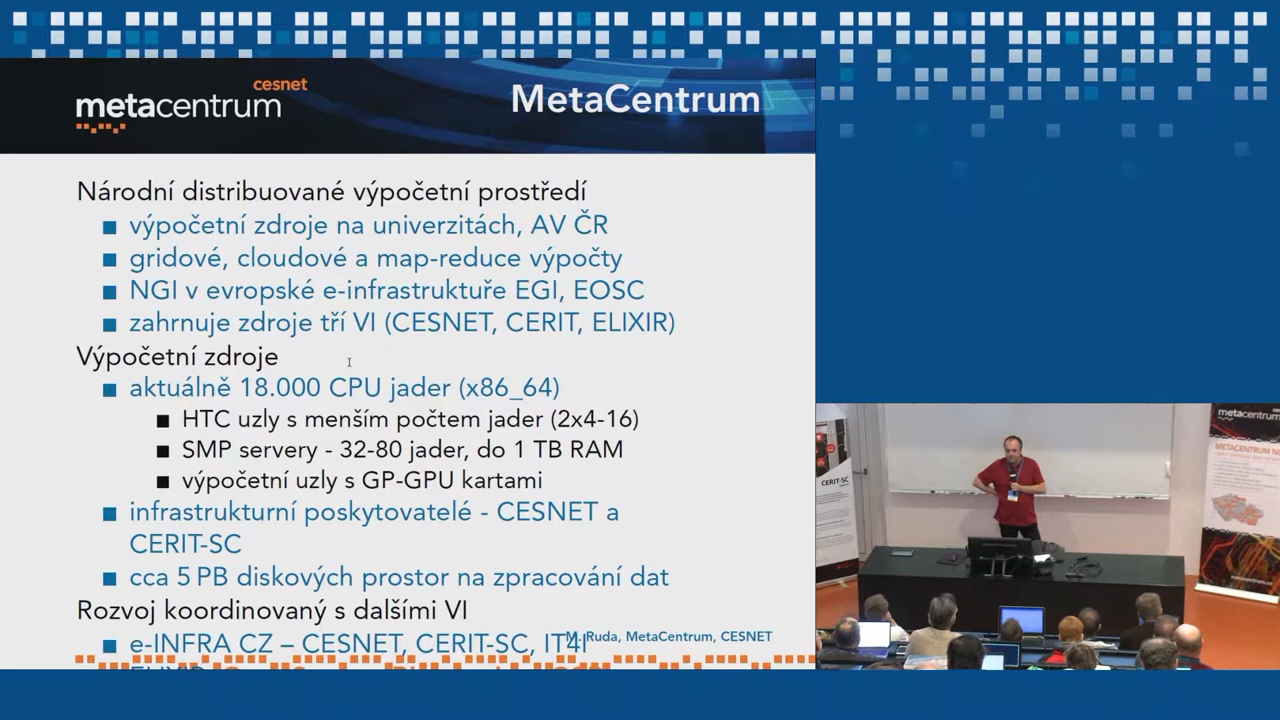 cesnet
metacentrum
MetaCentrum
Národní distribuované výpočetní prostředí
výpočetní zdroje na univerzitách, AV ČR
gridové, cloudové a map-reduce výpočty
NGI v evropské e-infrastruktuře EGI, EOSC
zahrnuje zdroje tří VI (CESNET, CERIT, ELIXIR)
Výpočetní zdroje
aktuálně 18.000 CPU jader (x86_64)
HTC uzly s menším počtem jader (2x4-16)
SMP servery - 32-80 jader, do 1 TB RAM
výpočetní uzly s GP-GPU kartami
infrastrukturní poskytovatelé - CESNET a
CERIT-SC
cca 5 PB diskových prostor na zpracování dat
Rozvoj koordinovaný s dalšími VI
e-INFRA CZ – CESNET, CERIT-SC, IT4I
M. Ruda, MetaCentrum, CESNET
CERIT-SC
metacentrum